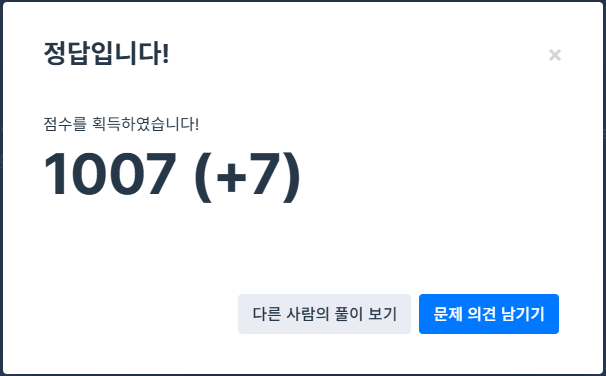 정답입니다!
×
점수를 획득하였습니다!
1007 (+7)
다른 사람의 풀이 보기
문제 의견 남기기